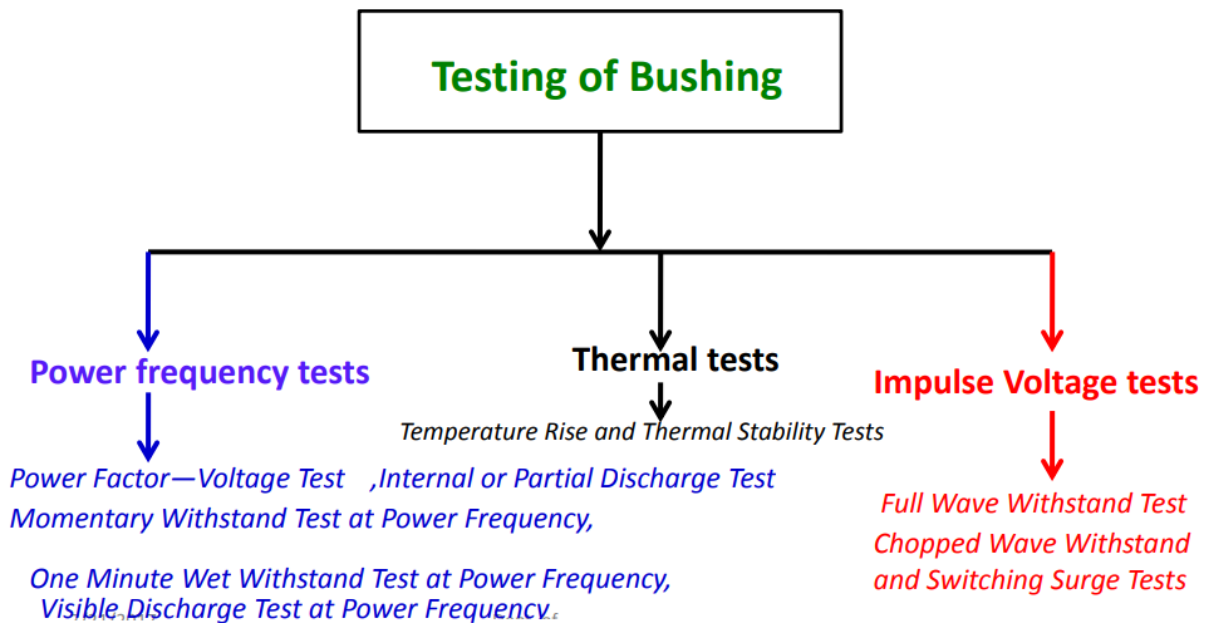 Testing of Bushing
Power frequency tests
Thermal tests
Impulse Voltage tests
Temperature Rise and Thermal Stability Tests
Power Factor—Voltage Test ,Internal or Partial Discharge Test
Momentary Withstand Test at Power Frequency,
One Minute Wet Withstand Test at Power Frequency,
Visible Discharge Test at Power Frequency
Full Wave Withstand Test
Chopped Wave Withstand
and Switching Surge Tests